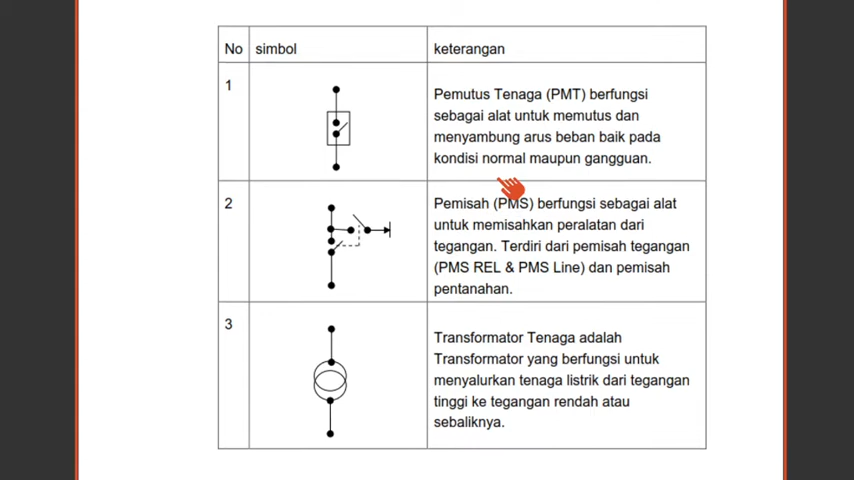 No simbol keterangan
1
Pemutus Tenaga (PMT) berfungsi
sebagai alat untuk memutus dan
menyambung arus beban baik pada
kondisi normal maupun gangguan.
2
Pemisah (PMS) berfungsi sebagai alat
untuk memisahkan peralatan dari
tegangan. Terdiri dari pemisah tegangan
(PMS REL & PMS Line) dan pemisah
pentanahan.
3
Transformator Tenaga adalah
Transformator yang berfungsi untuk
menyalurkan tenaga listrik dari tegangan
tinggi ke tegangan rendah atau
sebaliknya.